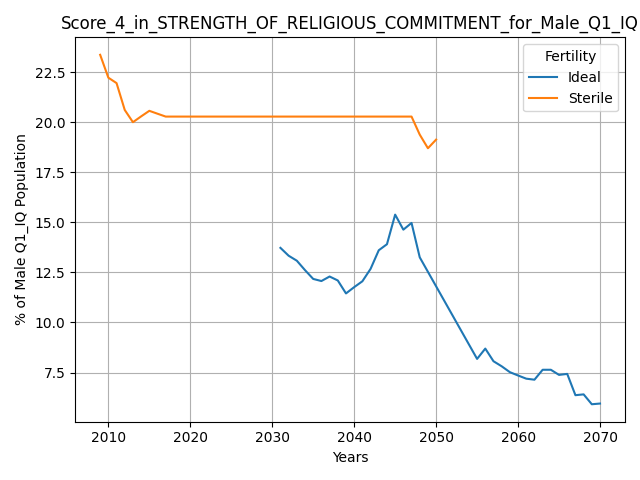 Score_4_in_STRENGTH_OF_RELIGIOUS_COMMITMENT_for_Male_Q1_IQ
Fertility
Ideal
Sterile
% of Male Q1_IQ Population
22.5
20.0
17.5
15.0
12.5
10.0
7.5
2010 2020 2030 2040 2050 2060 2070
Years